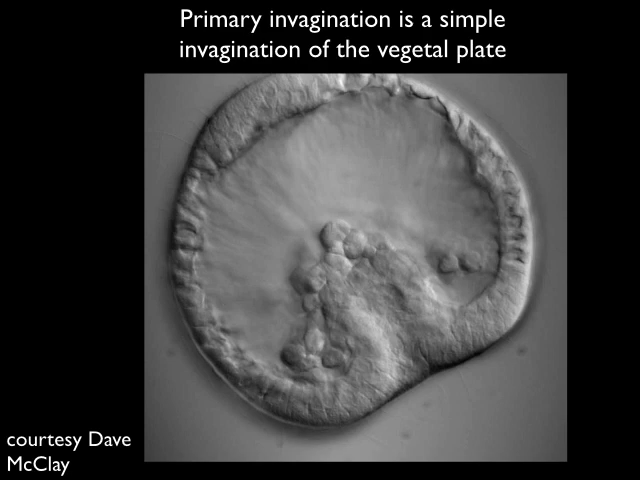 Primary invagination is a simple
invagination of the vegetal plate
courtesy Dave
McClay